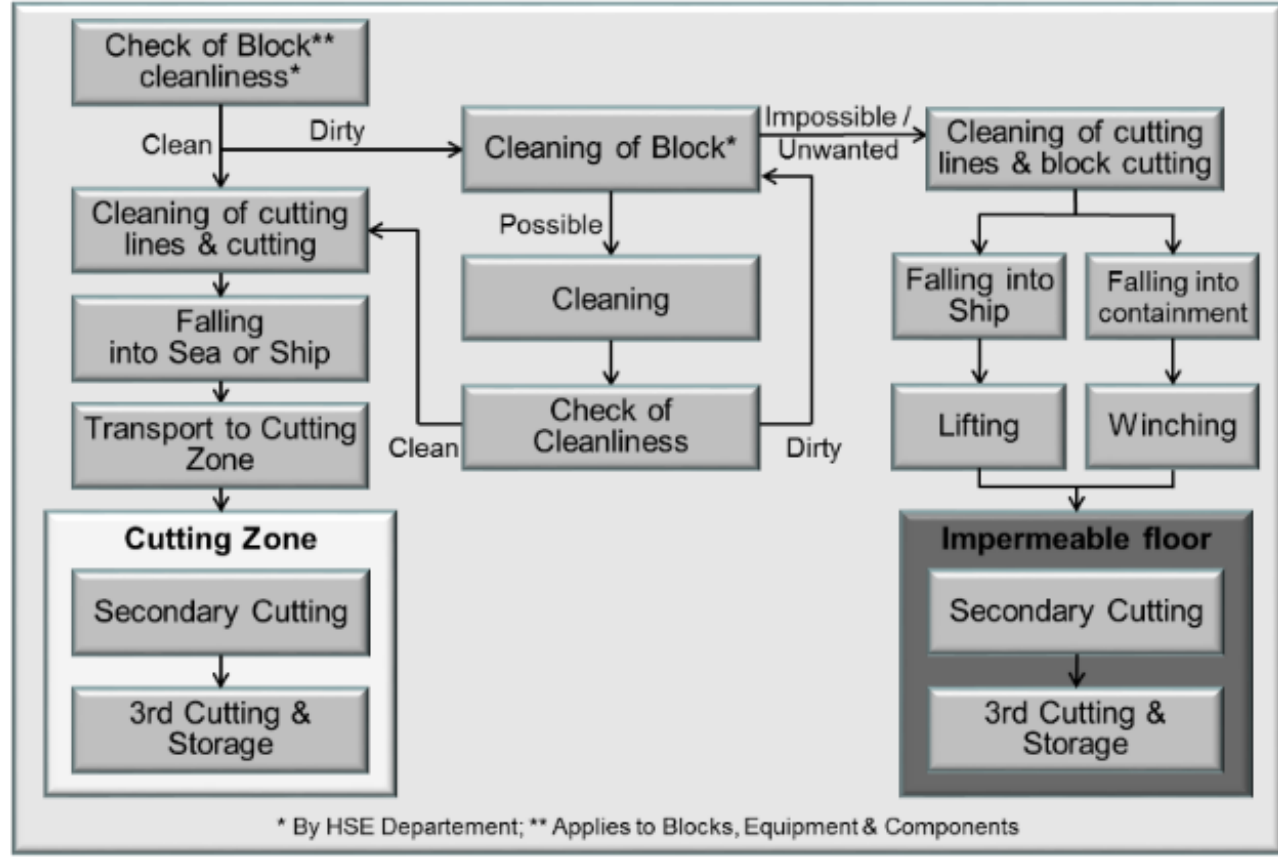 Check of Block**
cleanliness*
Clean
Dirty
Cleaning of Block*
Impossible /
Unwanted
Cleaning of cutting
lines & block cutting
Cleaning of cutting
lines & cutting
Possible
Falling
into Sea or Ship
Cleaning
Falling into
Ship
Falling into
containment
Transport to Cutting
Zone
Clean
Check of
Cleanliness
Dirty
Lifting
Winching
Cutting Zone
Secondary Cutting
3rd Cutting &
Storage
Impermeable floor
Secondary Cutting
3rd Cutting &
Storage
* By HSE Departement; ** Applies to Blocks, Equipment & Components